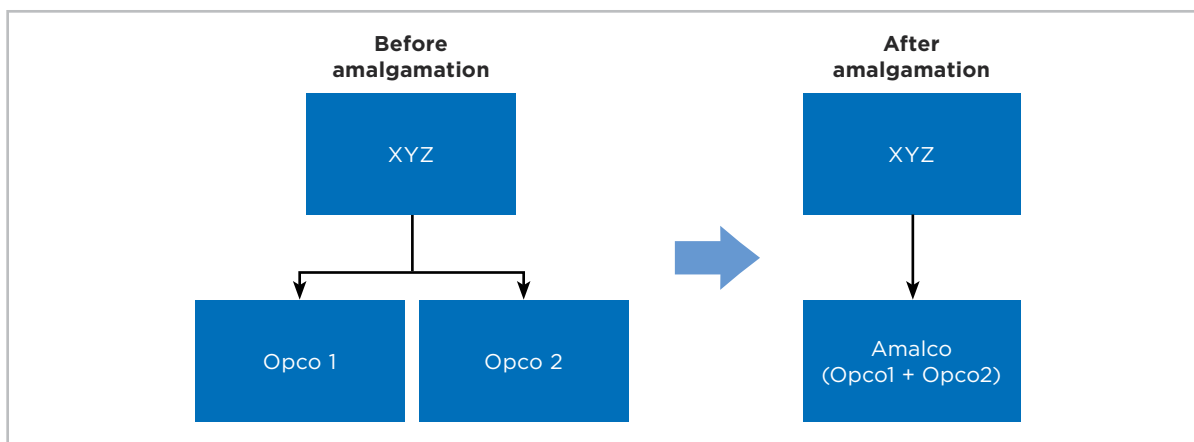 Before
amalgamation
XYZ
Opco 1
Opco 2
After
amalgamation
XYZ
Amalco
(Opco1 + Opco2)